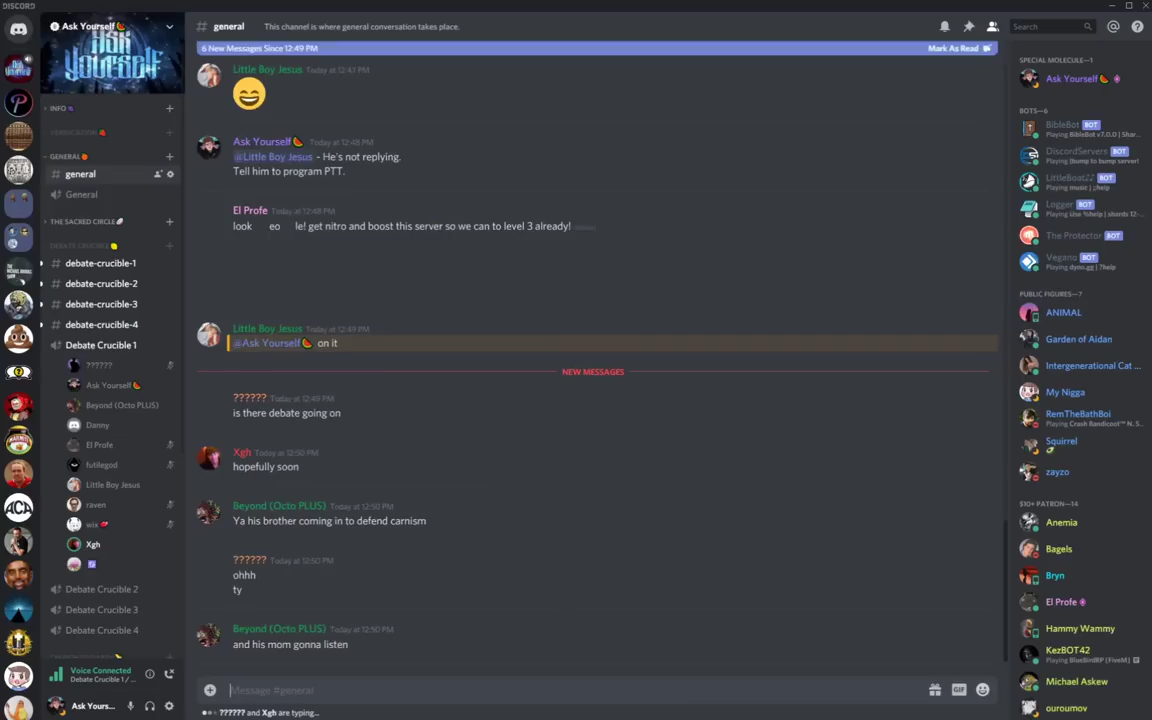 DISCORD
Ask Yourself
ASK
YOURSELF
INFO
GENERAL
general
General
THE SACRED CIRCLE
DEBATE CRUCIBLE
debate-crucible-1
debate-crucible-2
debate-crucible-3
debate-crucible-4
Debate Crucible 1
??????
Ask Yourself
Beyond (Octo PLUS)
Danny
El Profe
futilegod
Little Boy Jesus
raven
wix
Xgh
Debate Crucible 2
Debate Crucible 3
Debate Crucible 4
Voice Connected
Debate Crucible 1 / ...
Ask Yours...
# general This channel is where general conversation takes place.
Search
6 New Messages Since 12:49 PM Mark As Read
Little Boy Jesus Today at 12:47 PM
Ask Yourself Today at 12:48 PM
@Little Boy Jesus - He's not replying.
Tell him to program PTT.
El Profe Today at 12:48 PM
look eo le! get nitro and boost this server so we can to level 3 already!
Little Boy Jesus Today at 12:49 PM
@Ask Yourself on it
NEW MESSAGES
?????? Today at 12:49 PM
is there debate going on
Xgh Today at 12:50 PM
hopefully soon
Beyond (Octo PLUS) Today at 12:50 PM
Ya his brother coming in to defend carnism
?????? Today at 12:50 PM
ohhh
ty
Beyond (Octo PLUS) Today at 12:50 PM
and his mom gonna listen
Message #general
GIF
?????? and Xgh are typing...
SPECIAL MOLECULE—1
Ask Yourself
BOTS—6
BibleBot BOT
Playing BibleBot v7.0.0 | Shar...
DiscordServers BOT
Playing !bump to bump server!
LittleBoat BOT
Playing music | ;;help
Logger BOT
Playing Use %help | shards 12-...
The Protector BOT
Vegano BOT
Playing dyno.gg | ?help
PUBLIC FIGURES—7
ANIMAL
Garden of Aidan
Intergenerational Cat ...
My Nigga
RemTheBathBoi
Playing Crash Bandicoot™ N. S...
Squirrel
zayzo
$10+ PATRON—14
Anemia
Bagels
Bryn
El Profe
Hammy Wammy
KezBOT42
Playing BlueBirdRP [FiveM]
Michael Askew
ouroumov